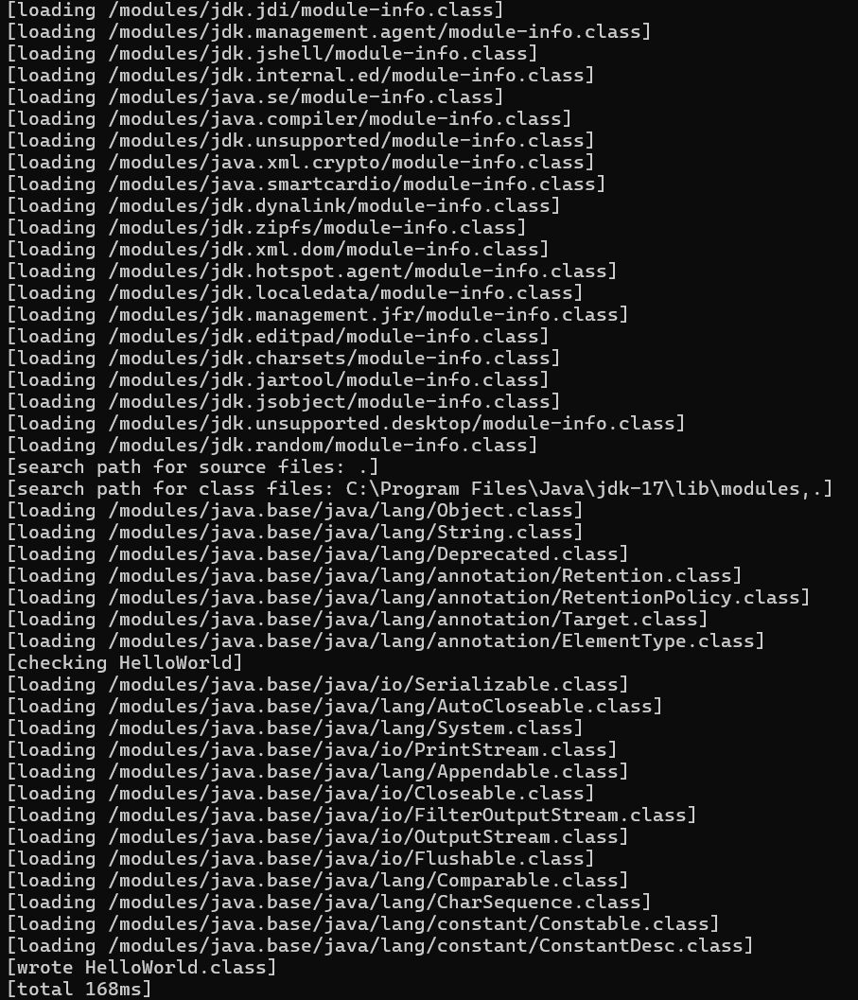 [loading /modules/jdk.jdi/module-info.class]
[loading /modules/jdk.management.agent/module-info.class]
[loading /modules/jdk.jshell/module-info.class]
[loading /modules/jdk.internal.ed/module-info.class]
[loading /modules/java.se/module-info.class]
[loading /modules/java.compiler/module-info.class]
[loading /modules/jdk.unsupported/module-info.class]
[loading /modules/java.xml.crypto/module-info.class]
[loading /modules/java.smartcardio/module-info.class]
[loading /modules/jdk.dynalink/module-info.class]
[loading /modules/jdk.zipfs/module-info.class]
[loading /modules/jdk.xml.dom/module-info.class]
[loading /modules/jdk.hotspot.agent/module-info.class]
[loading /modules/jdk.localedata/module-info.class]
[loading /modules/jdk.management.jfr/module-info.class]
[loading /modules/jdk.editpad/module-info.class]
[loading /modules/jdk.charsets/module-info.class]
[loading /modules/jdk.jartool/module-info.class]
[loading /modules/jdk.jsobject/module-info.class]
[loading /modules/jdk.unsupported.desktop/module-info.class]
[loading /modules/jdk.random/module-info.class]
[search path for source files: .]
[search path for class files: C:\Program Files\Java\jdk-17\lib\modules,.]
[loading /modules/java.base/java/lang/Object.class]
[loading /modules/java.base/java/lang/String.class]
[loading /modules/java.base/java/lang/Deprecated.class]
[loading /modules/java.base/java/lang/annotation/Retention.class]
[loading /modules/java.base/java/lang/annotation/RetentionPolicy.class]
[loading /modules/java.base/java/lang/annotation/Target.class]
[loading /modules/java.base/java/lang/annotation/ElementType.class]
[checking HelloWorld]
[loading /modules/java.base/java/io/Serializable.class]
[loading /modules/java.base/java/lang/AutoCloseable.class]
[loading /modules/java.base/java/lang/System.class]
[loading /modules/java.base/java/io/PrintStream.class]
[loading /modules/java.base/java/lang/Appendable.class]
[loading /modules/java.base/java/io/Closeable.class]
[loading /modules/java.base/java/io/FilterOutputStream.class]
[loading /modules/java.base/java/io/OutputStream.class]
[loading /modules/java.base/java/io/Flushable.class]
[loading /modules/java.base/java/lang/Comparable.class]
[loading /modules/java.base/java/lang/CharSequence.class]
[loading /modules/java.base/java/lang/constant/Constable.class]
[loading /modules/java.base/java/lang/constant/ConstantDesc.class]
[wrote HelloWorld.class]
[total 168ms]